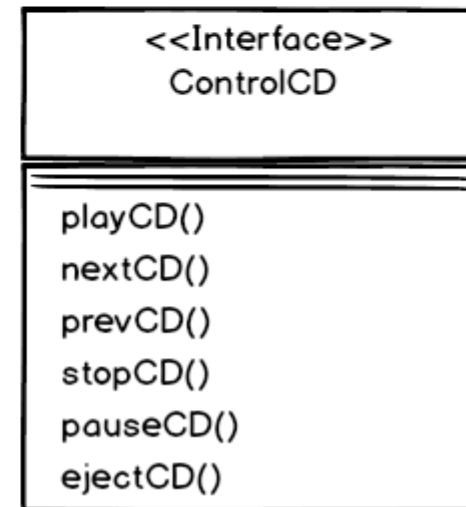 <<Interface>>
ControlCD
playCD()
nextCD()
prevCD()
stopCD()
pauseCD()
ejectCD()